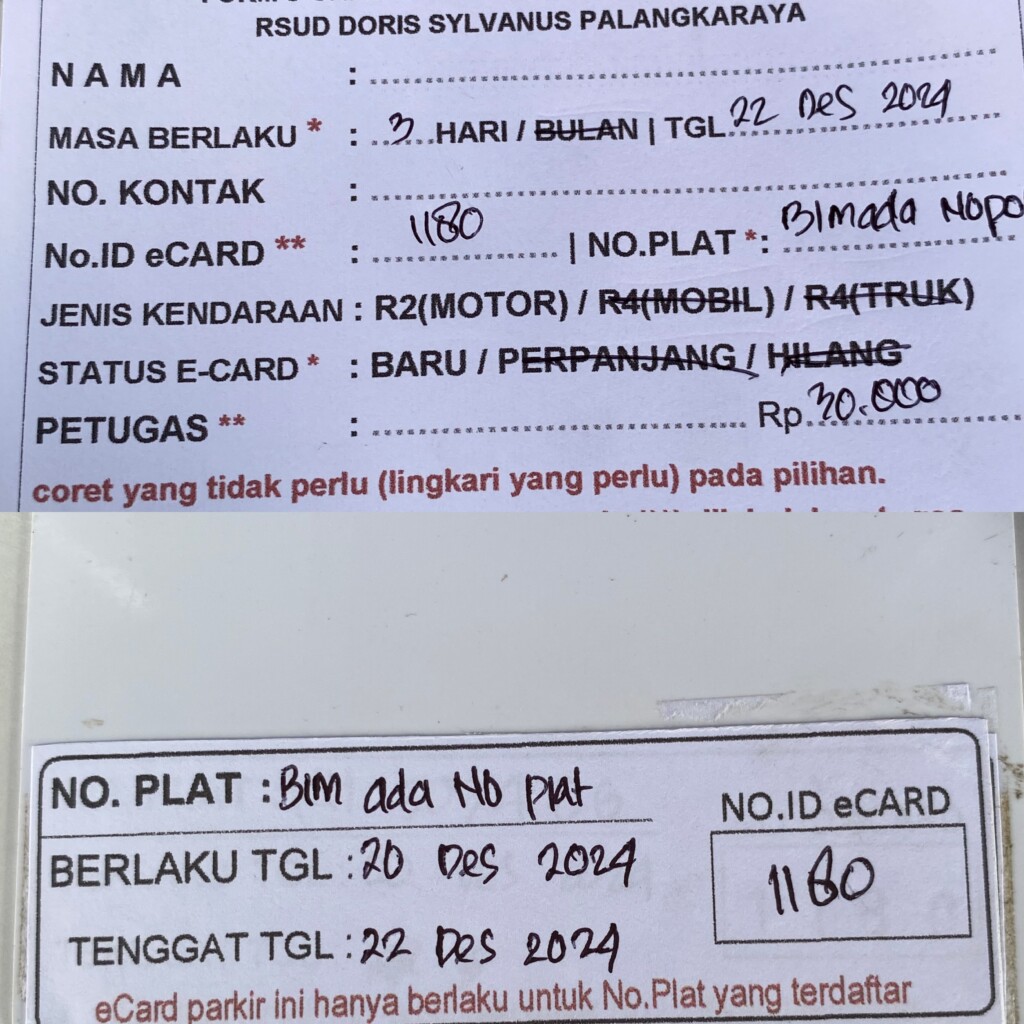 RSUD DORIS SYLVANUS PALANGKARAYA
NAMA :
MASA BERLAKU * : 3 HARI / BULAN | TGL 22 Des 2024
NO. KONTAK :
No.ID eCARD ** : 1180 | NO.PLAT *: Blm ada Nopo
JENIS KENDARAAN : R2(MOTOR) / R4(MOBIL) / R4(TRUK)
STATUS E-CARD * : BARU / PERPANJANG / HILANG
PETUGAS ** : Rp. 30.000
coret yang tidak perlu (lingkari yang perlu) pada pilihan.
NO. PLAT : Blm ada No plat
NO.ID eCARD
BERLAKU TGL : 20 Des 2024
1180
TENGGAT TGL : 22 Des 2024
eCard parkir ini hanya berlaku untuk No.Plat yang terdaftar